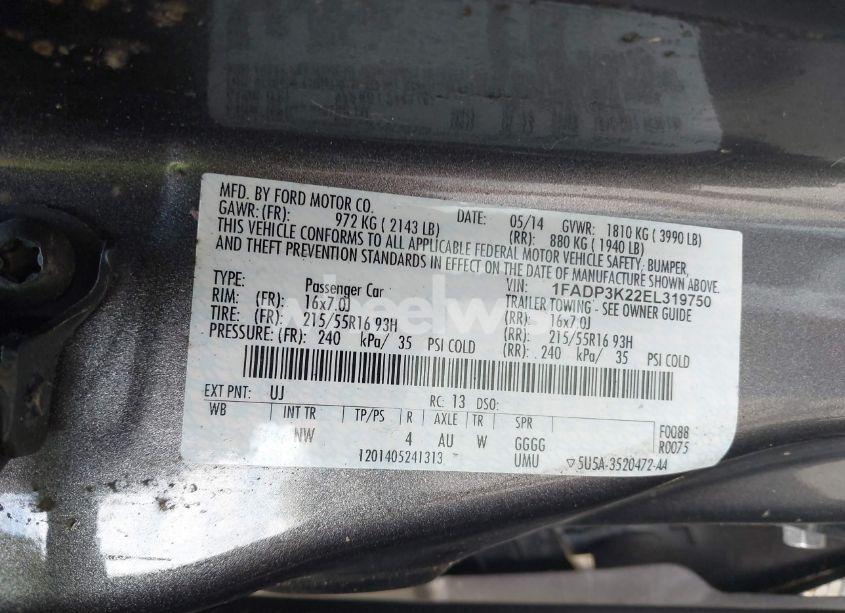 MFD. BY FORD MOTOR CO. DATE: 05/14 GVWR: 1810 KG ( 3990 LB)
GAWR: (FR): 972 KG ( 2143 LB) (RR): 880 KG ( 1940 LB)
THIS VEHICLE CONFORMS TO ALL APPLICABLE FEDERAL MOTOR VEHICLE SAFETY, BUMPER,
AND THEFT PREVENTION STANDARDS IN EFFECT ON THE DATE OF MANUFACTURE SHOWN ABOVE.
VIN: 1FADP3K22EL319750
TYPE: Passenger Car TRAILER TOWING - SEE OWNER GUIDE
RIM: (FR): 16x7.0J (RR): 16x7.0J
TIRE: (FR): 215/55R16 93H (RR): 215/55R16 93H
PRESSURE: (FR): 240 kPa/ 35 PSI COLD (RR): 240 kPa/ 35 PSI COLD
EXT PNT: UJ RC: 13 DSO:
WB INT TR TP/PS R AXLE TR SPR F0088
NW 4 AU W GGGG R0075
1201405241313 UMU ▽5U5A-3520472-AA